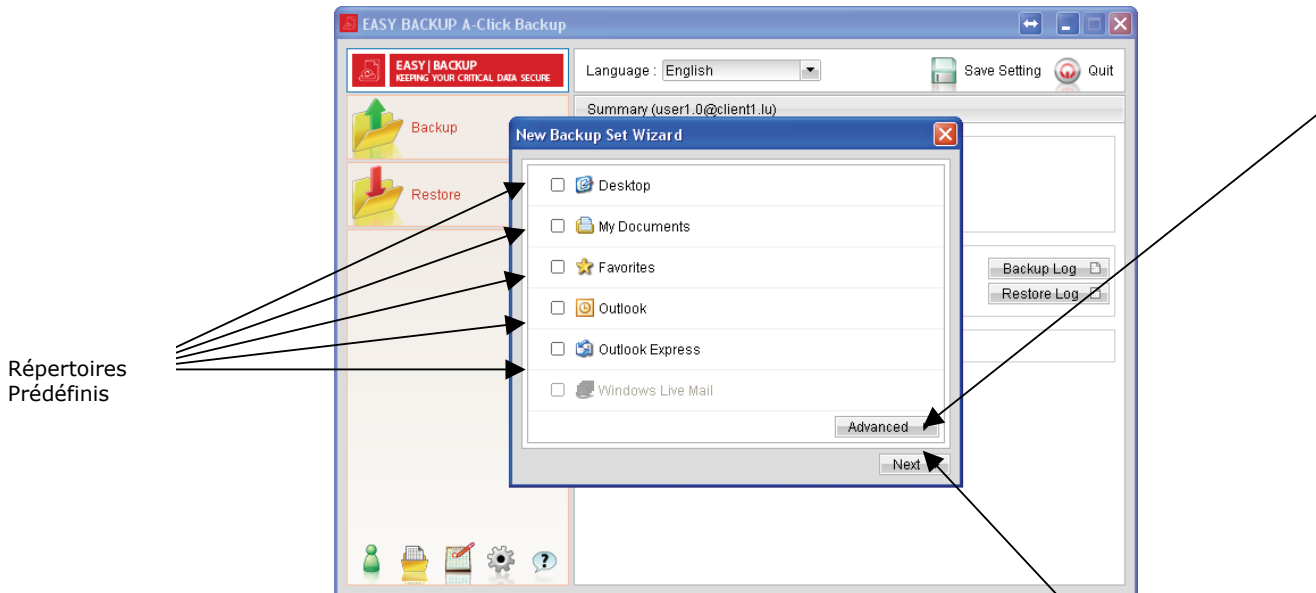 EASY BACKUP A-Click Backup
EASY | BACKUP
KEEPING YOUR CRITICAL DATA SECURE
Language : English
Save Setting
Quit
Summary (user1.0@client1.lu)
Backup
Restore
New Backup Set Wizard
Desktop
My Documents
Favorites
Outlook
Outlook Express
Windows Live Mail
Advanced
Next
Backup Log
Restore Log
Répertoires
Prédéfinis